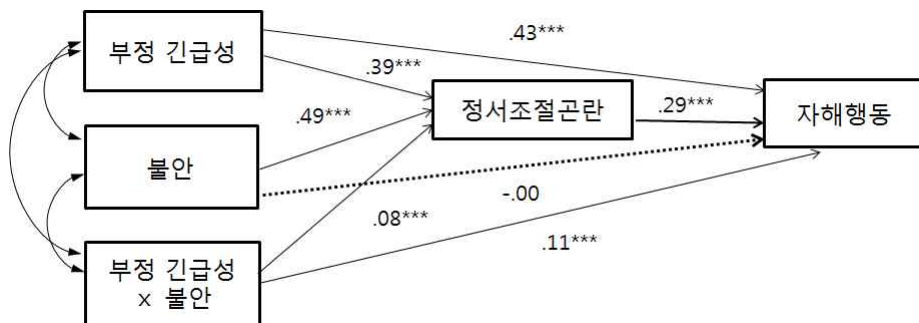 부정 긴급성
.43***
.39***
정서조절곤란
.29***
자해행동
.49***
불안
-.00
.08***
.11***
부정 긴급성
x 불안